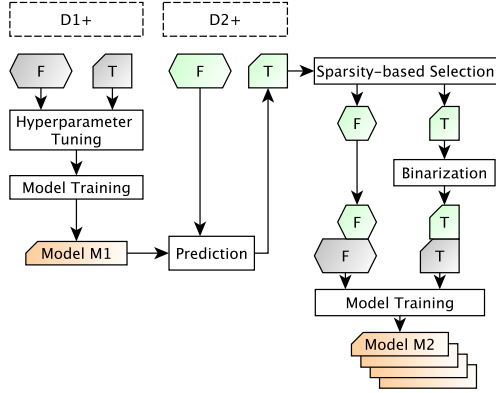 D1+
D2+
F
T
F
T
Sparsity-based Selection
F
T
Hyperparameter
Tuning
Binarization
Model Training
F
T
Model M1
Prediction
F
T
Model Training
Model M2